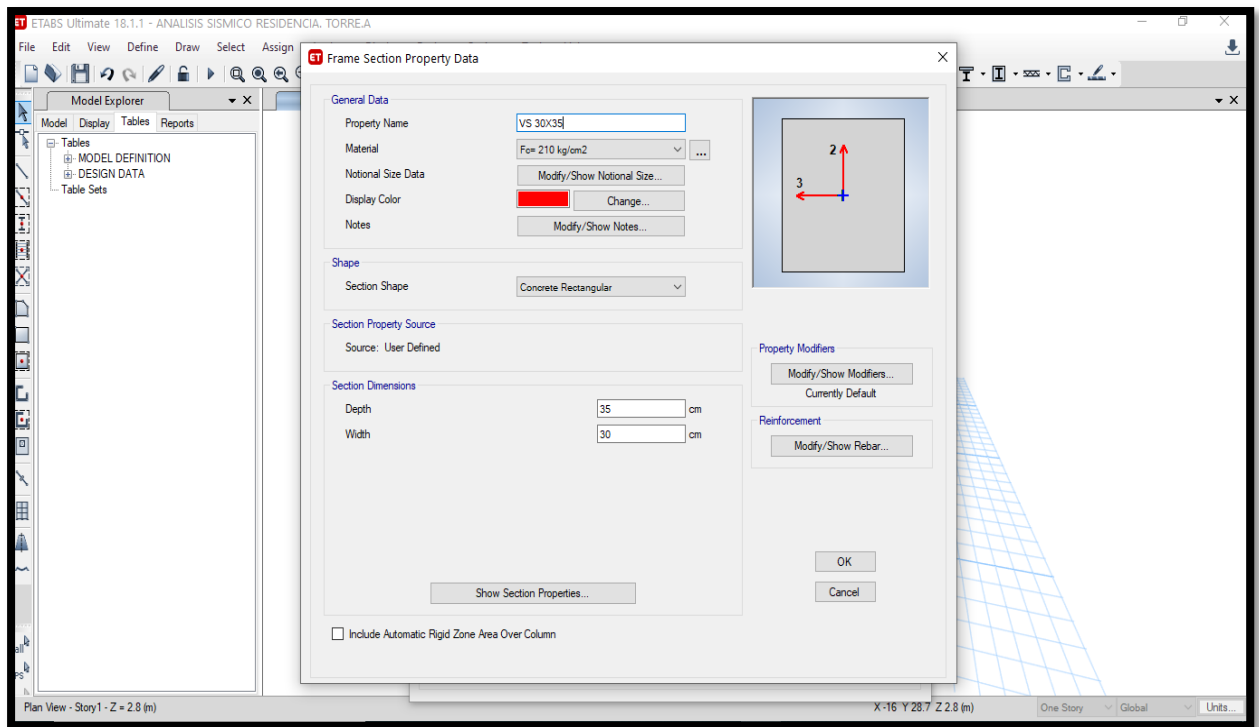 ET ETABS Ultimate 18.1.1 - ANALISIS SISMICO RESIDENCIA. TORRE.A
File Edit View Define Draw Select Assign
Model Explorer
Model Display Tables Reports
Tables
MODEL DEFINITION
DESIGN DATA
Table Sets
ET Frame Section Property Data
General Data
Property Name VS 30X35
Material Fc= 210 kg/cm2 ...
Notional Size Data Modify/Show Notional Size...
Display Color Change...
Notes Modify/Show Notes...
2
3
Shape
Section Shape Concrete Rectangular
Section Property Source
Source: User Defined
Section Dimensions
Depth 35 cm
Width 30 cm
Show Section Properties...
Include Automatic Rigid Zone Area Over Column
Property Modifiers
Modify/Show Modifiers...
Currently Default
Reinforcement
Modify/Show Rebar...
OK
Cancel
all
Plan View - Story1 - Z = 2.8 (m) X -16 Y 28.7 Z 2.8 (m) One Story Global Units...